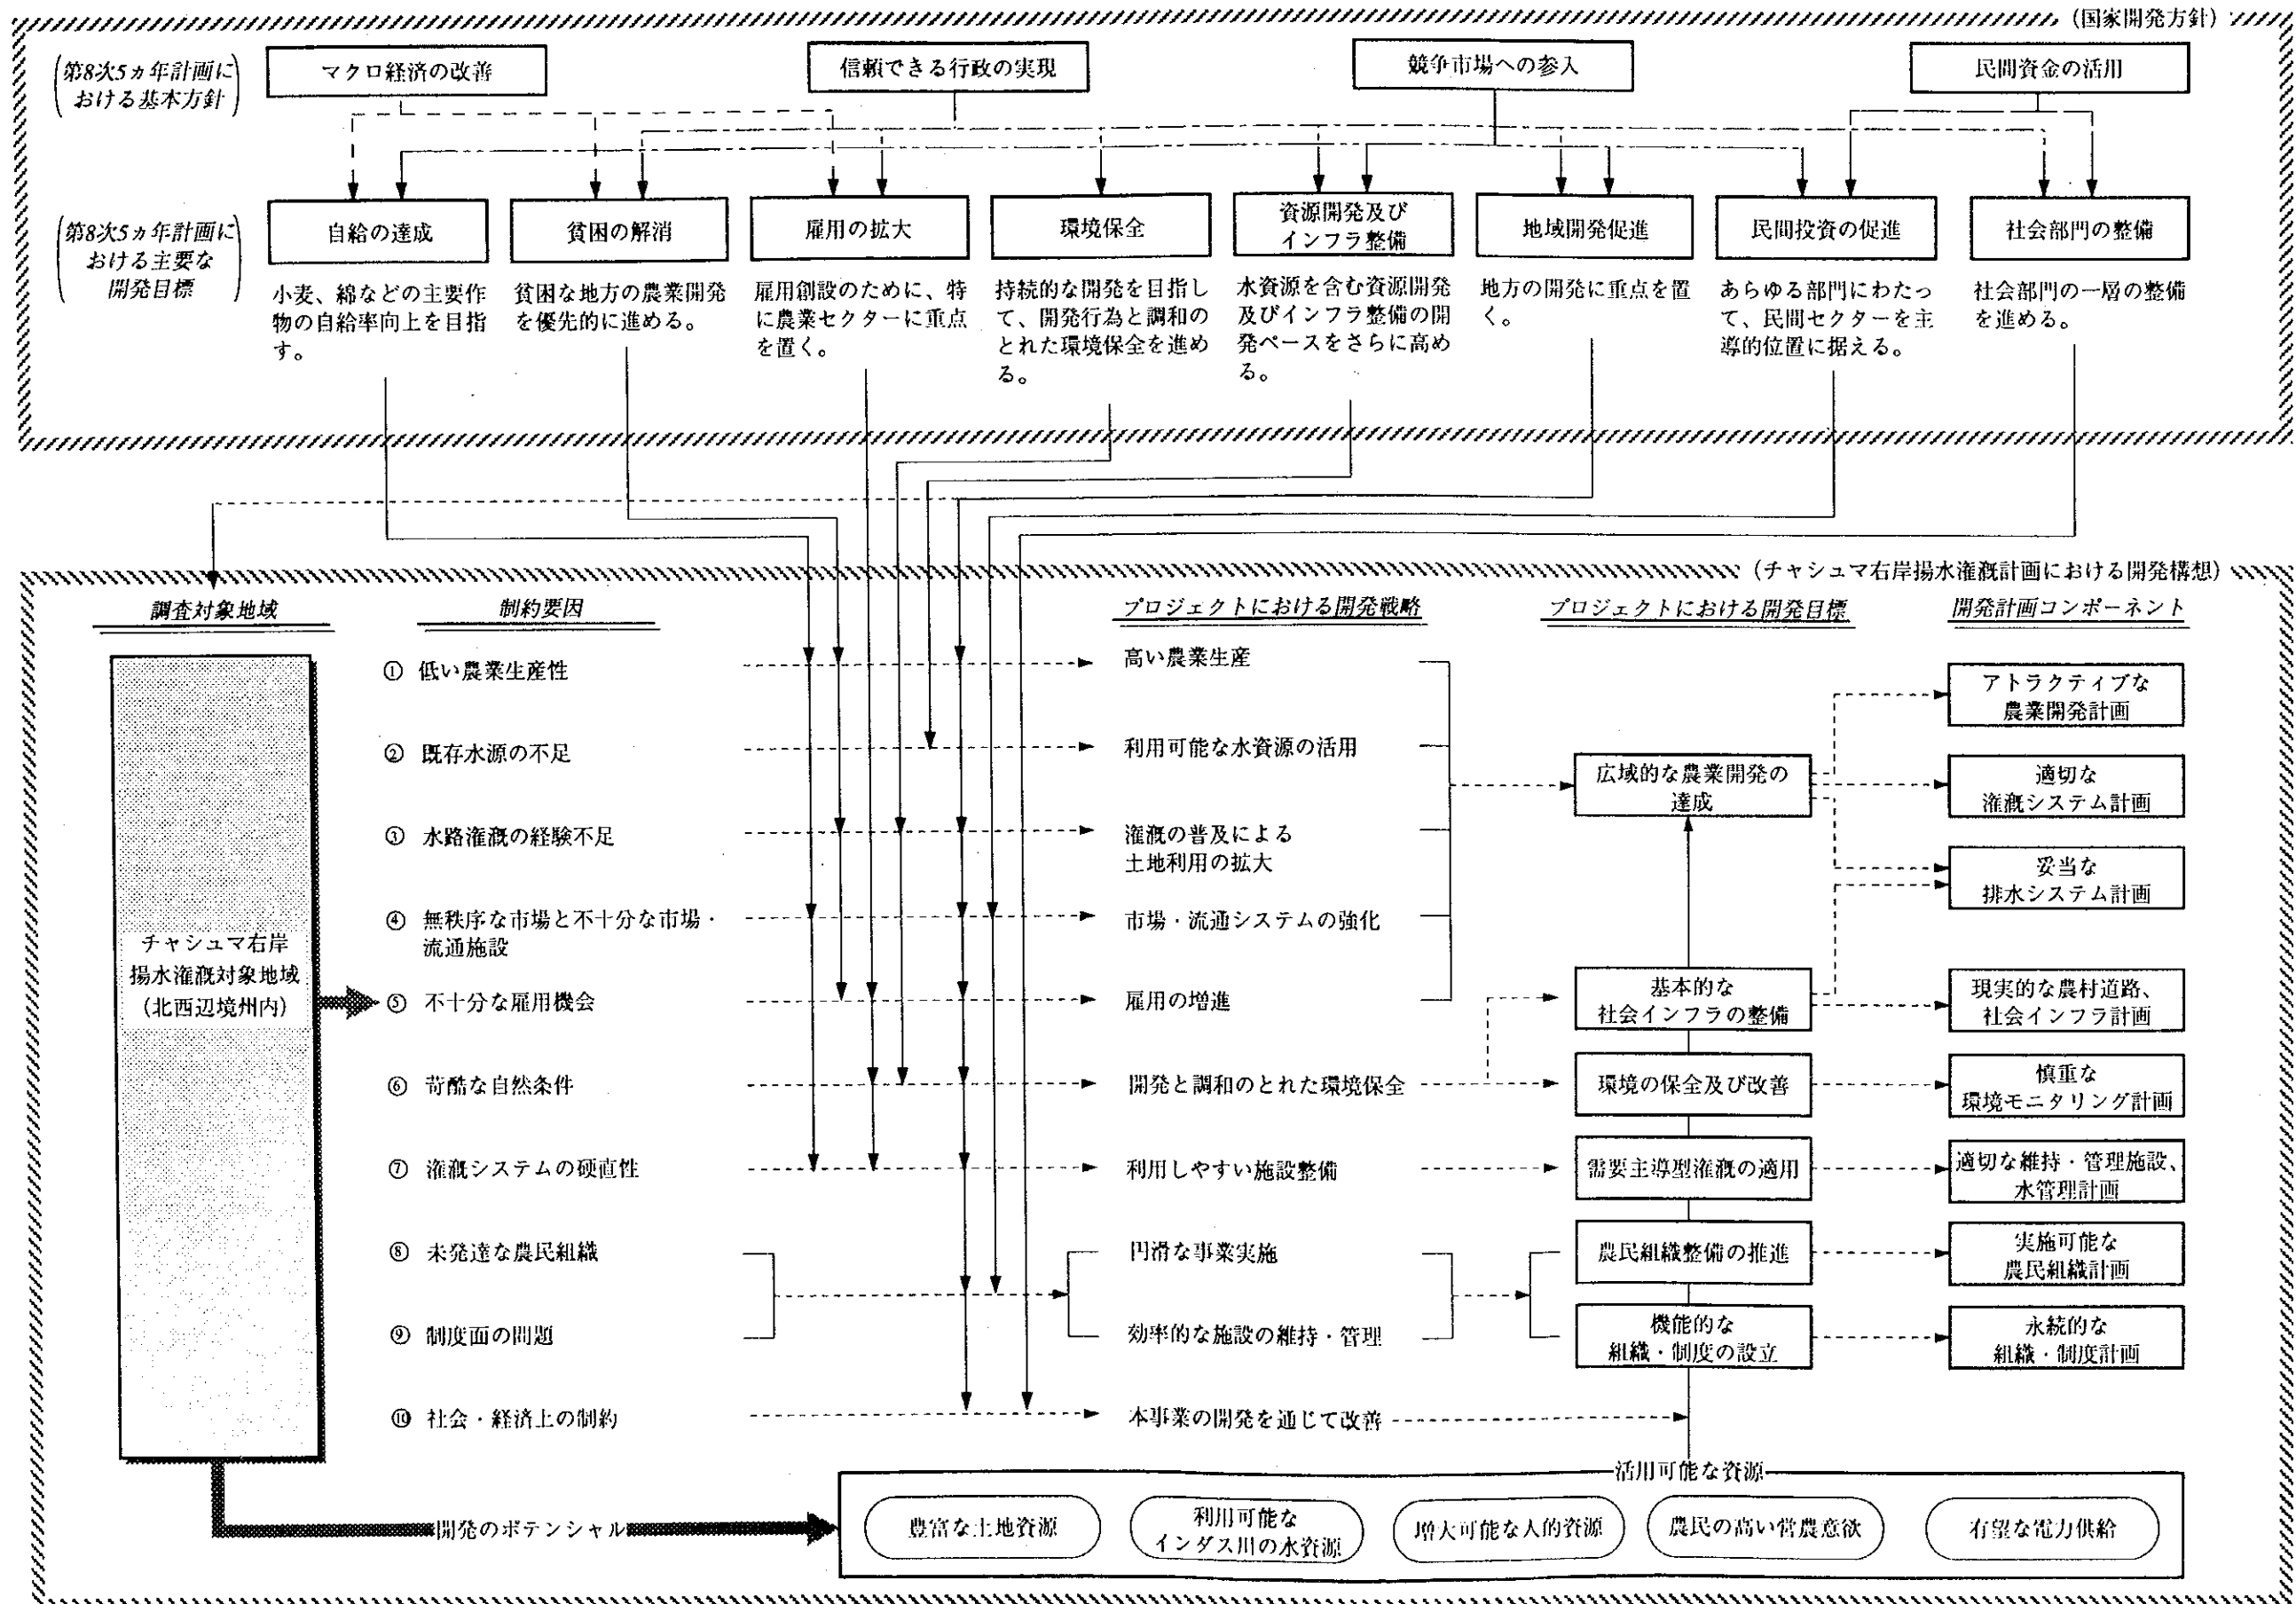 (国家開発方針)
第8次5ヵ年計画に
おける基本方針
マクロ経済の改善
信頼できる行政の実現
競争市場への参入
民間資金の活用
第8次5ヵ年計画に
おける主要な
開発目標
自給の達成
貧困の解消
雇用の拡大
環境保全
資源開発及び
インフラ整備
地域開発促進
民間投資の促進
社会部門の整備
小麦、綿などの主要作
物の自給率向上を目指
す。
貧困な地方の農業開発
を優先的に進める。
雇用創設のために、特
に農業セクターに重点
を置く。
持続的な開発を目指し
て、開発行為と調和の
とれた環境保全を進め
る。
水資源を含む資源開発
及びインフラ整備の開
発ペースをさらに高め
る。
地方の開発に重点を置
く。
あらゆる部門にわたっ
て、民間セクターを主
導的位置に据える。
社会部門の一層の整備
を進める。
(チャシュマ右岸揚水灌漑計画における開発構想)
調査対象地域
制約要因
プロジェクトにおける開発戦略
プロジェクトにおける開発目標
開発計画コンポーネント
チャシュマ右岸
揚水灌漑対象地域
(北西辺境州内)
① 低い農業生産性
② 既存水源の不足
③ 水路灌漑の経験不足
④ 無秩序な市場と不十分な市場・
流通施設
⑤ 不十分な雇用機会
⑥ 苛酷な自然条件
⑦ 灌漑システムの硬直性
⑧ 未発達な農民組織
⑨ 制度面の問題
⑩ 社会・経済上の制約
高い農業生産
利用可能な水資源の活用
灌漑の普及による
土地利用の拡大
市場・流通システムの強化
雇用の増進
開発と調和のとれた環境保全
利用しやすい施設整備
円滑な事業実施
効率的な施設の維持・管理
本事業の開発を通じて改善
広域的な農業開発の
達成
基本的な
社会インフラの整備
環境の保全及び改善
需要主導型灌漑の適用
農民組織整備の推進
機能的な
組織・制度の設立
アトラクティブな
農業開発計画
適切な
灌漑システム計画
妥当な
排水システム計画
現実的な農村道路、
社会インフラ計画
慎重な
環境モニタリング計画
適切な維持・管理施設、
水管理計画
実施可能な
農民組織計画
永続的な
組織・制度計画
開発のポテンシャル
活用可能な資源
豊富な土地資源
利用可能な
インダス川の水資源
増大可能な人的資源
農民の高い営農意欲
有望な電力供給